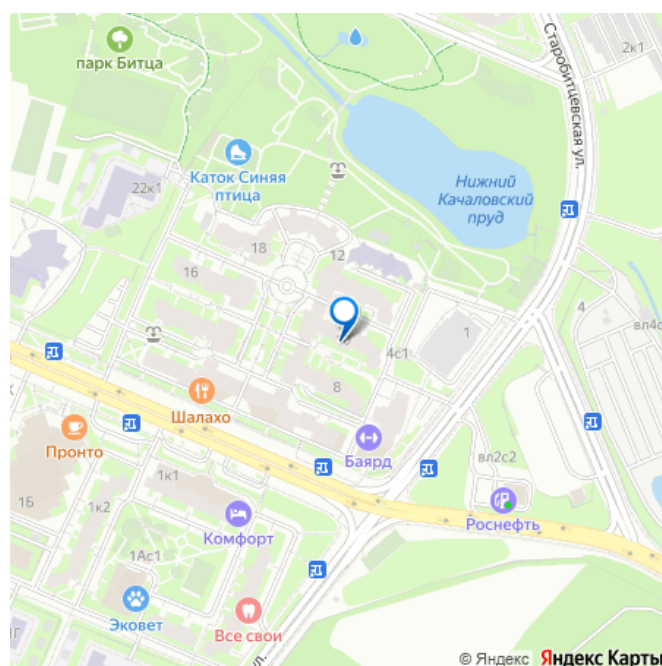 парк Битца
Старобитцевская ул.
2к1
Каток Синяя
птица
Нижний
Качаловский
пруд
22к1
18
12
16
4
1
4с1
8
Шалахо
Пронто
Баярд
вл2с2
1к1
Роснефть
1Б
1к2
Комфорт
1Ас1
Эковет
Все свои
ул.
© Яндекс Яндекс Карты